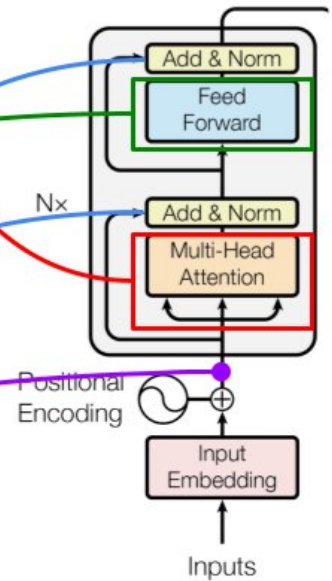 Add & Norm
Feed
Forward
Nx
Add & Norm
Multi-Head
Attention
Positional
Encoding
Input
Embedding
Inputs